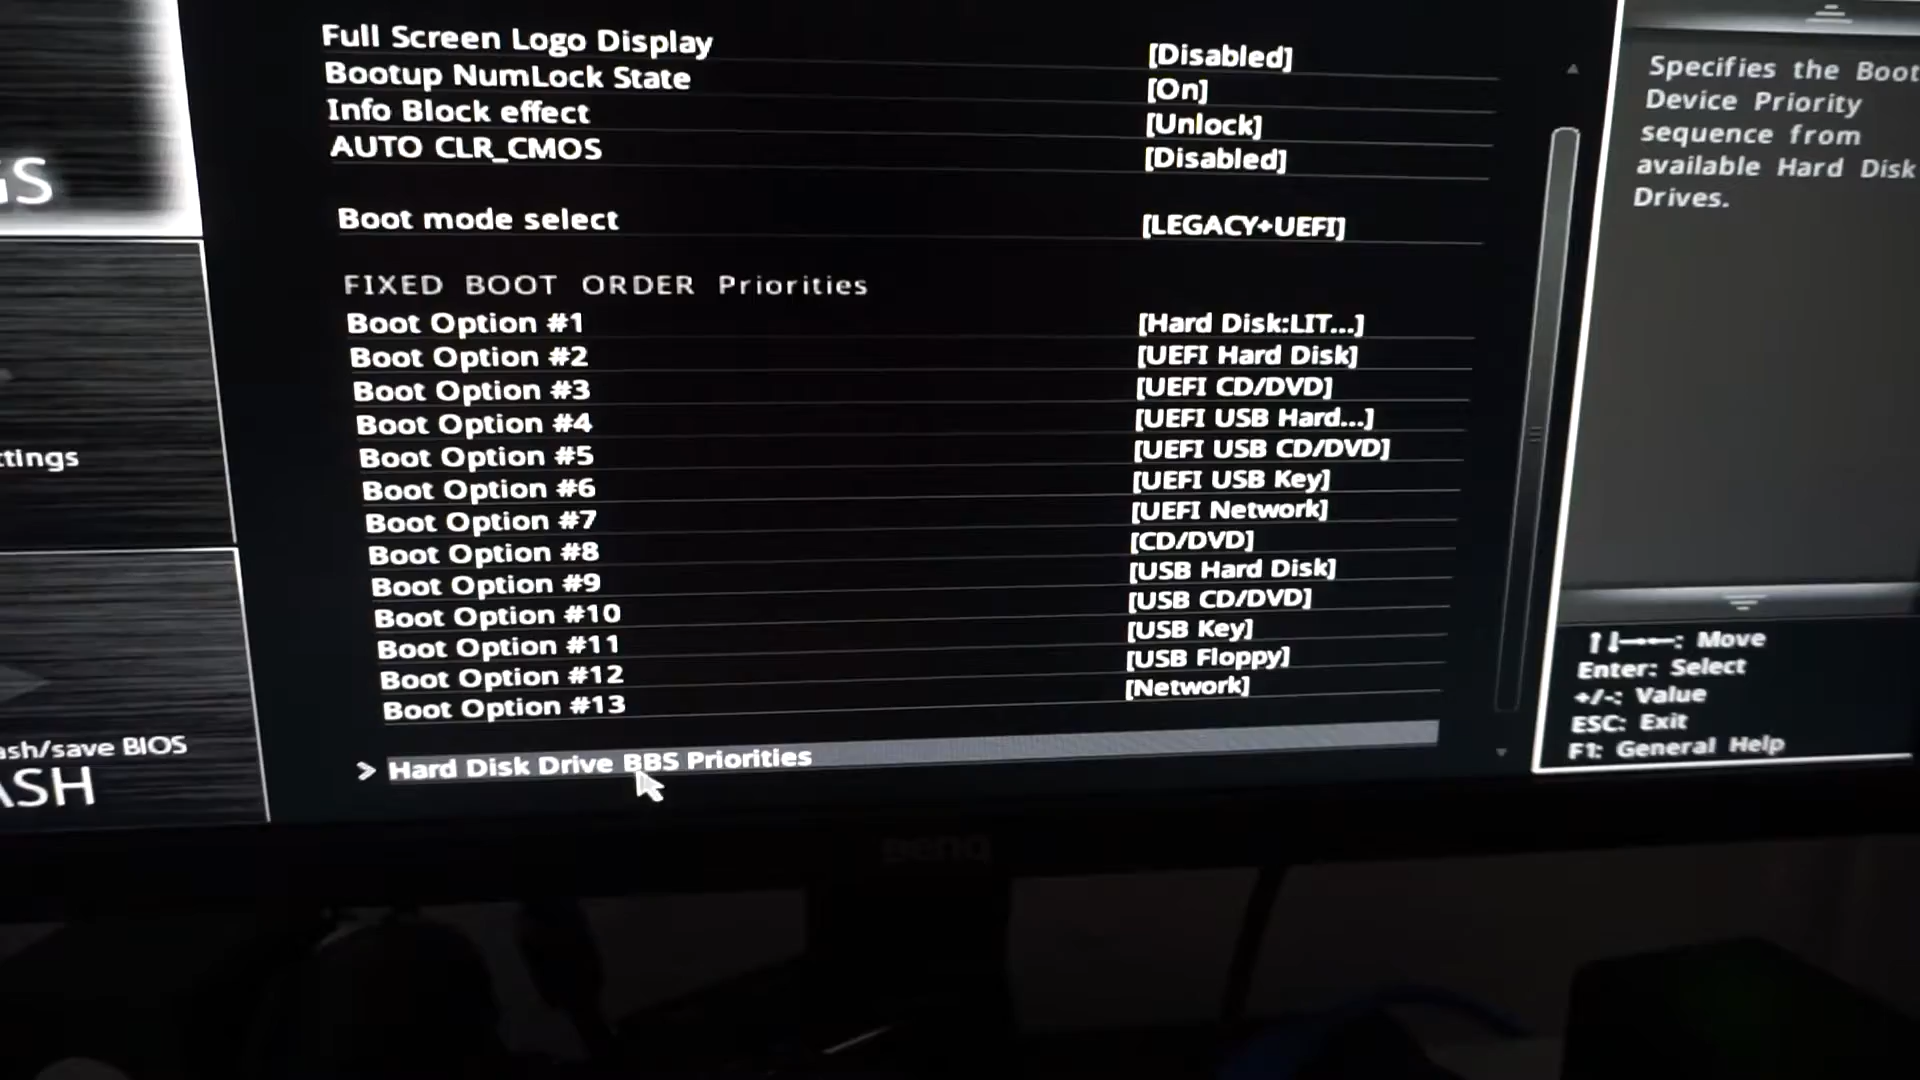 Full Screen Logo Display [Disabled]
Bootup NumLock State [On]
Info Block effect [Unlock]
AUTO CLR_CMOS [Disabled]
Boot mode select [LEGACY+UEFI]
FIXED BOOT ORDER Priorities
Boot Option #1 [Hard Disk:LIT...]
Boot Option #2 [UEFI Hard Disk]
Boot Option #3 [UEFI CD/DVD]
Boot Option #4 [UEFI USB Hard...]
Boot Option #5 [UEFI USB CD/DVD]
Boot Option #6 [UEFI USB Key]
Boot Option #7 [UEFI Network]
Boot Option #8 [CD/DVD]
Boot Option #9 [USB Hard Disk]
Boot Option #10 [USB CD/DVD]
Boot Option #11 [USB Key]
Boot Option #12 [USB Floppy]
Boot Option #13 [Network]
> Hard Disk Drive BBS Priorities
Specifies the Boot
Device Priority
sequence from
available Hard Disk
Drives.
↑↓→←: Move
Enter: Select
+/-: Value
ESC: Exit
F1: General Help
GS
ttings
ash/save BIOS
ASH
BenQ